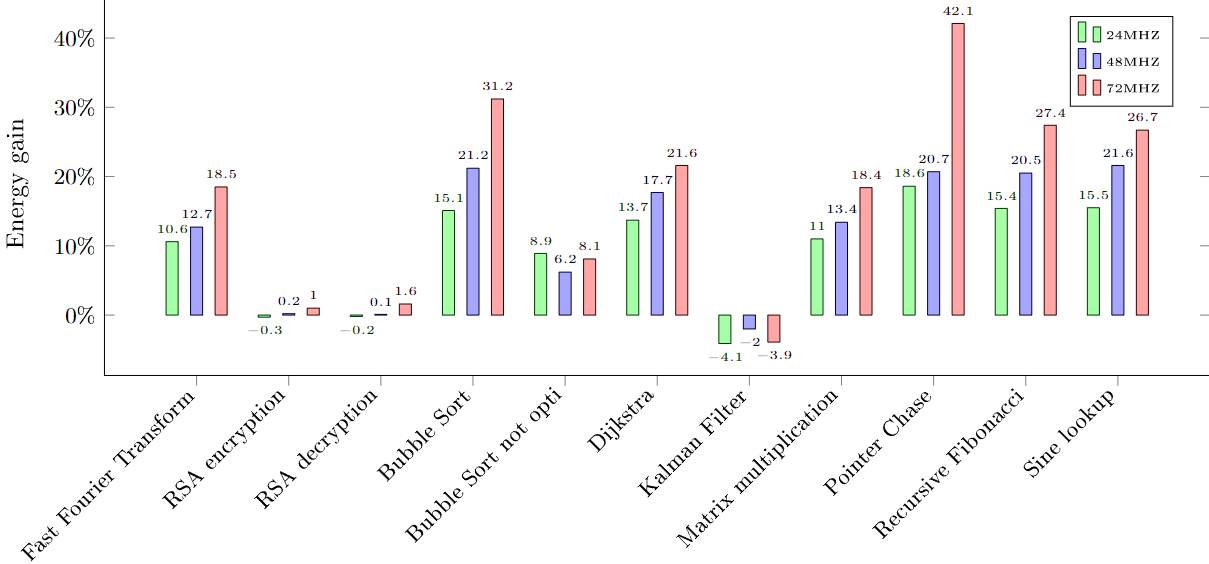 42.1
40%
24MHZ
48MHZ
72MHZ
31.2
30%
27.4
26.7
Energy gain
21.2
21.6
20.7
20.5
21.6
20%
18.5
17.7
18.4
18.6
15.1
15.4
15.5
12.7
13.7
13.4
10.6
11
10%
8.9
6.2
8.1
0.2
1
0.1
1.6
0%
−0.3
−0.2
−4.1
−2
−3.9
Fast Fourier Transform
RSA encryption
RSA decryption
Bubble Sort
Bubble Sort not opti
Dijkstra
Kalman Filter
Matrix multiplication
Pointer Chase
Recursive Fibonacci
Sine lookup